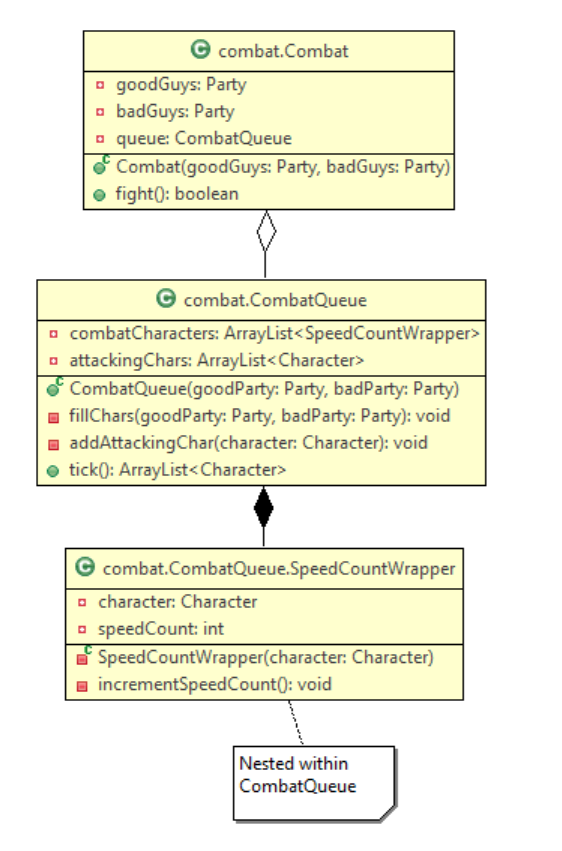 C combat.Combat
goodGuys: Party
badGuys: Party
queue: CombatQueue
C Combat(goodGuys: Party, badGuys: Party)
fight(): boolean
C combat.CombatQueue
combatCharacters: ArrayList<SpeedCountWrapper>
attackingChars: ArrayList<Character>
C CombatQueue(goodParty: Party, badParty: Party)
fillChars(goodParty: Party, badParty: Party): void
addAttackingChar(character: Character): void
tick(): ArrayList<Character>
C combat.CombatQueue.SpeedCountWrapper
character: Character
speedCount: int
C SpeedCountWrapper(character: Character)
incrementSpeedCount(): void
Nested within
CombatQueue